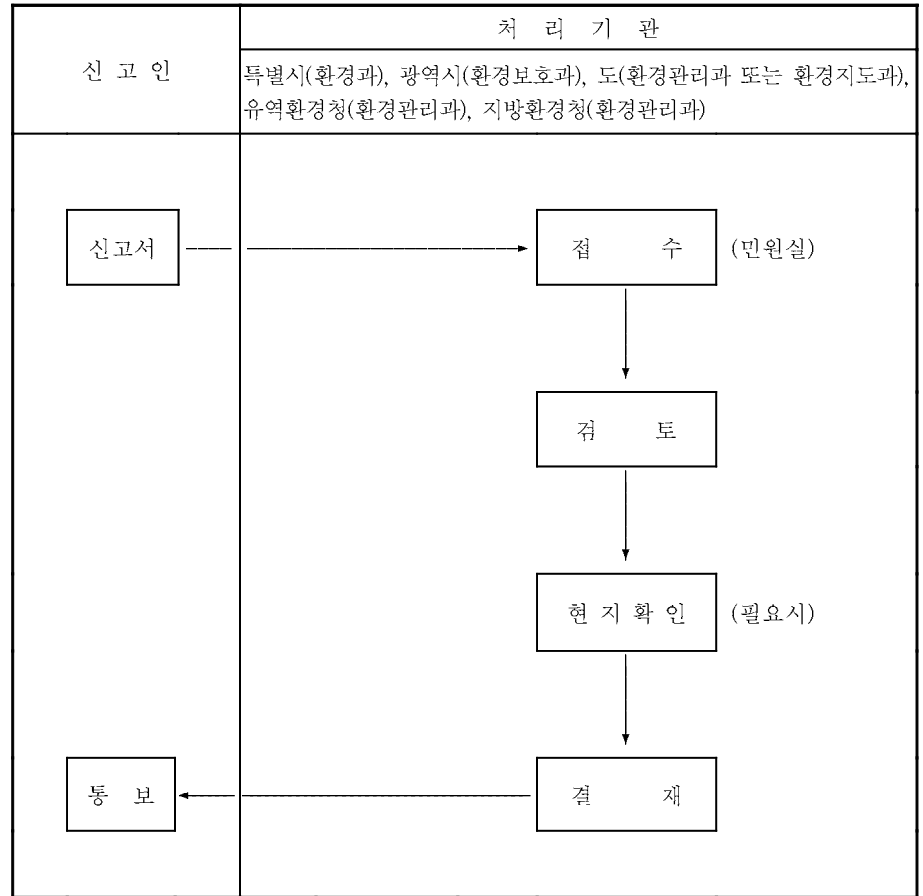 신 고 인
처 리 기 관
특별시(환경과), 광역시(환경보호과), 도(환경관리과 또는 환경지도과),
유역환경청(환경관리과), 지방환경청(환경관리과)
신고서
접 수 (민원실)
검 토
현 지 확 인 (필요시)
통 보
결 재